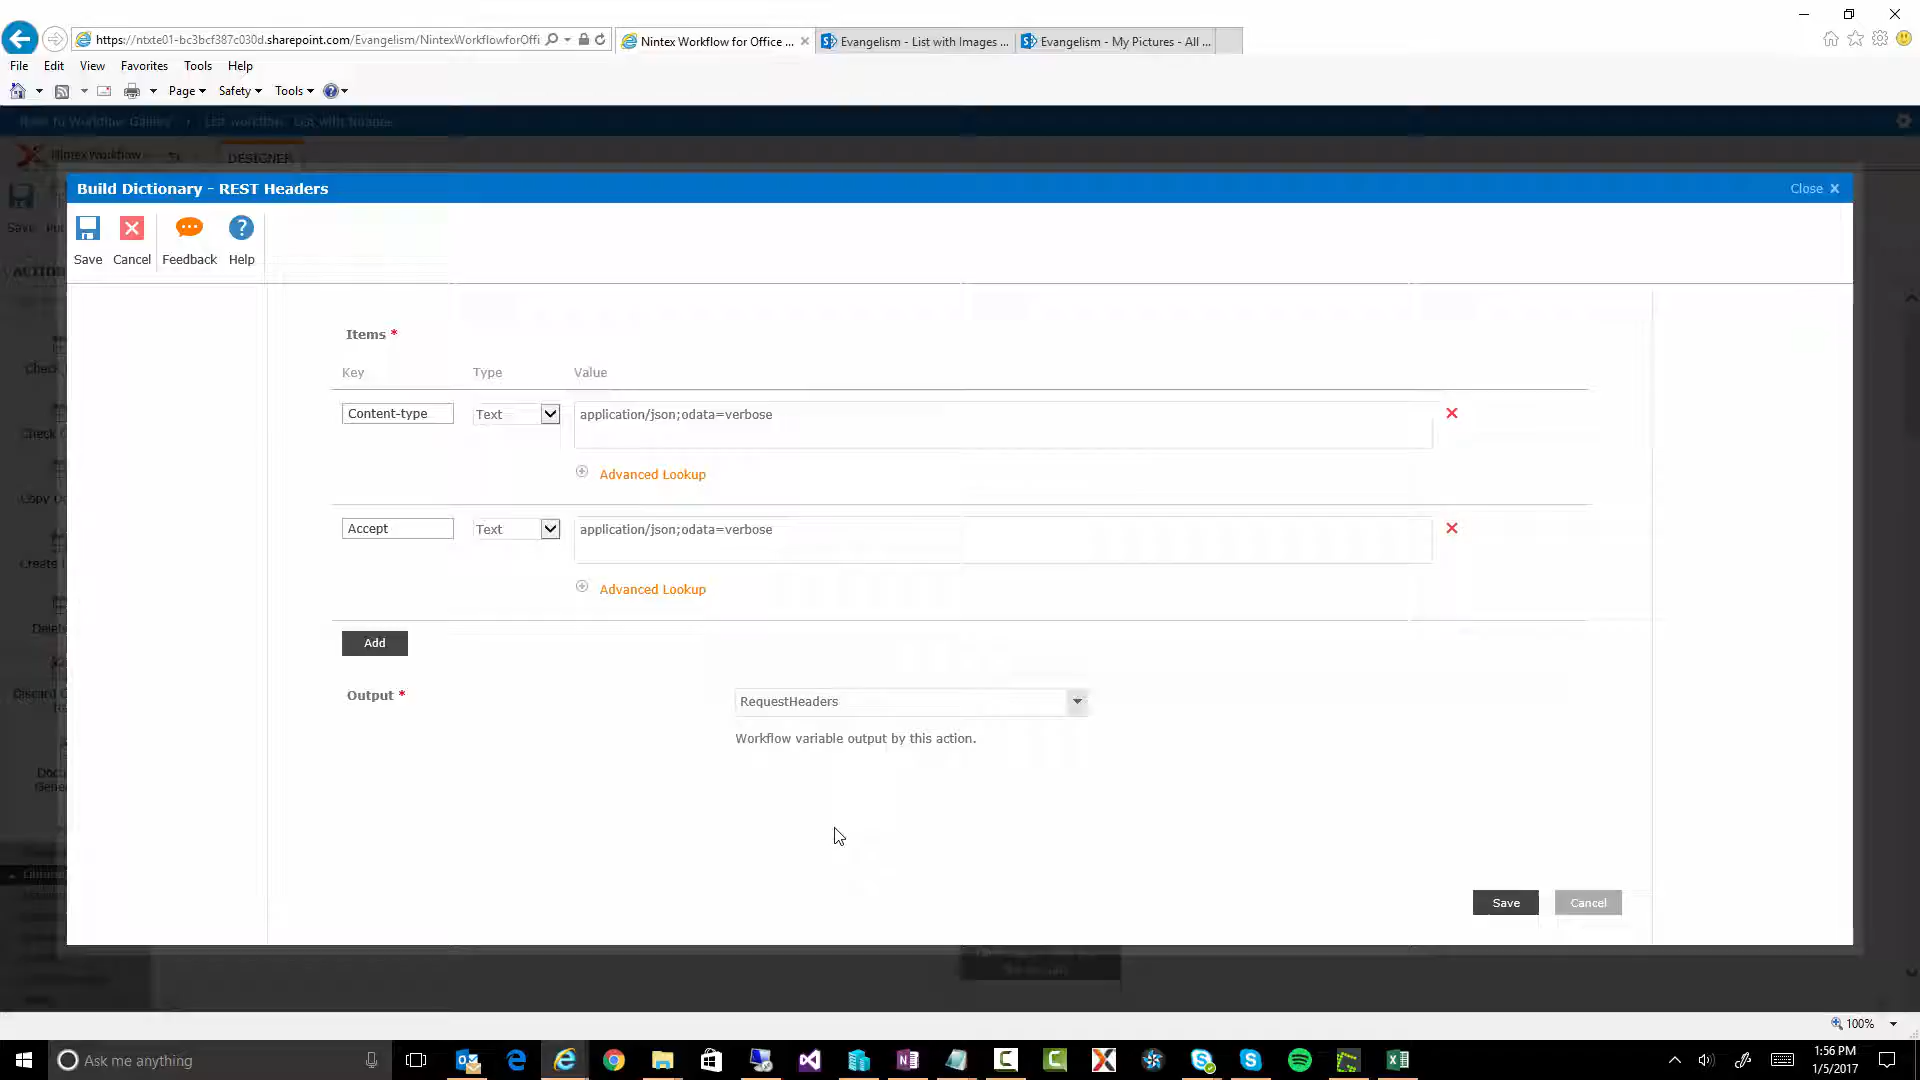 https://ntxte01-bc3bcf387c030d.sharepoint.com/Evangelism/NintexWorkflowforOffi
Nintex Workflow for Office ...
Evangelism - List with Images ...
Evangelism - My Pictures - All ...
File Edit View Favorites Tools Help
Page Safety Tools
DESIGNER
Build Dictionary - REST Headers
Close X
Save Cancel Feedback Help
Items *
Key Type Value
Content-type Text application/json;odata=verbose
Advanced Lookup
Accept Text application/json;odata=verbose
Advanced Lookup
Add
Output *
RequestHeaders
Workflow variable output by this action.
Save Cancel
100%
Ask me anything
1:56 PM
1/5/2017